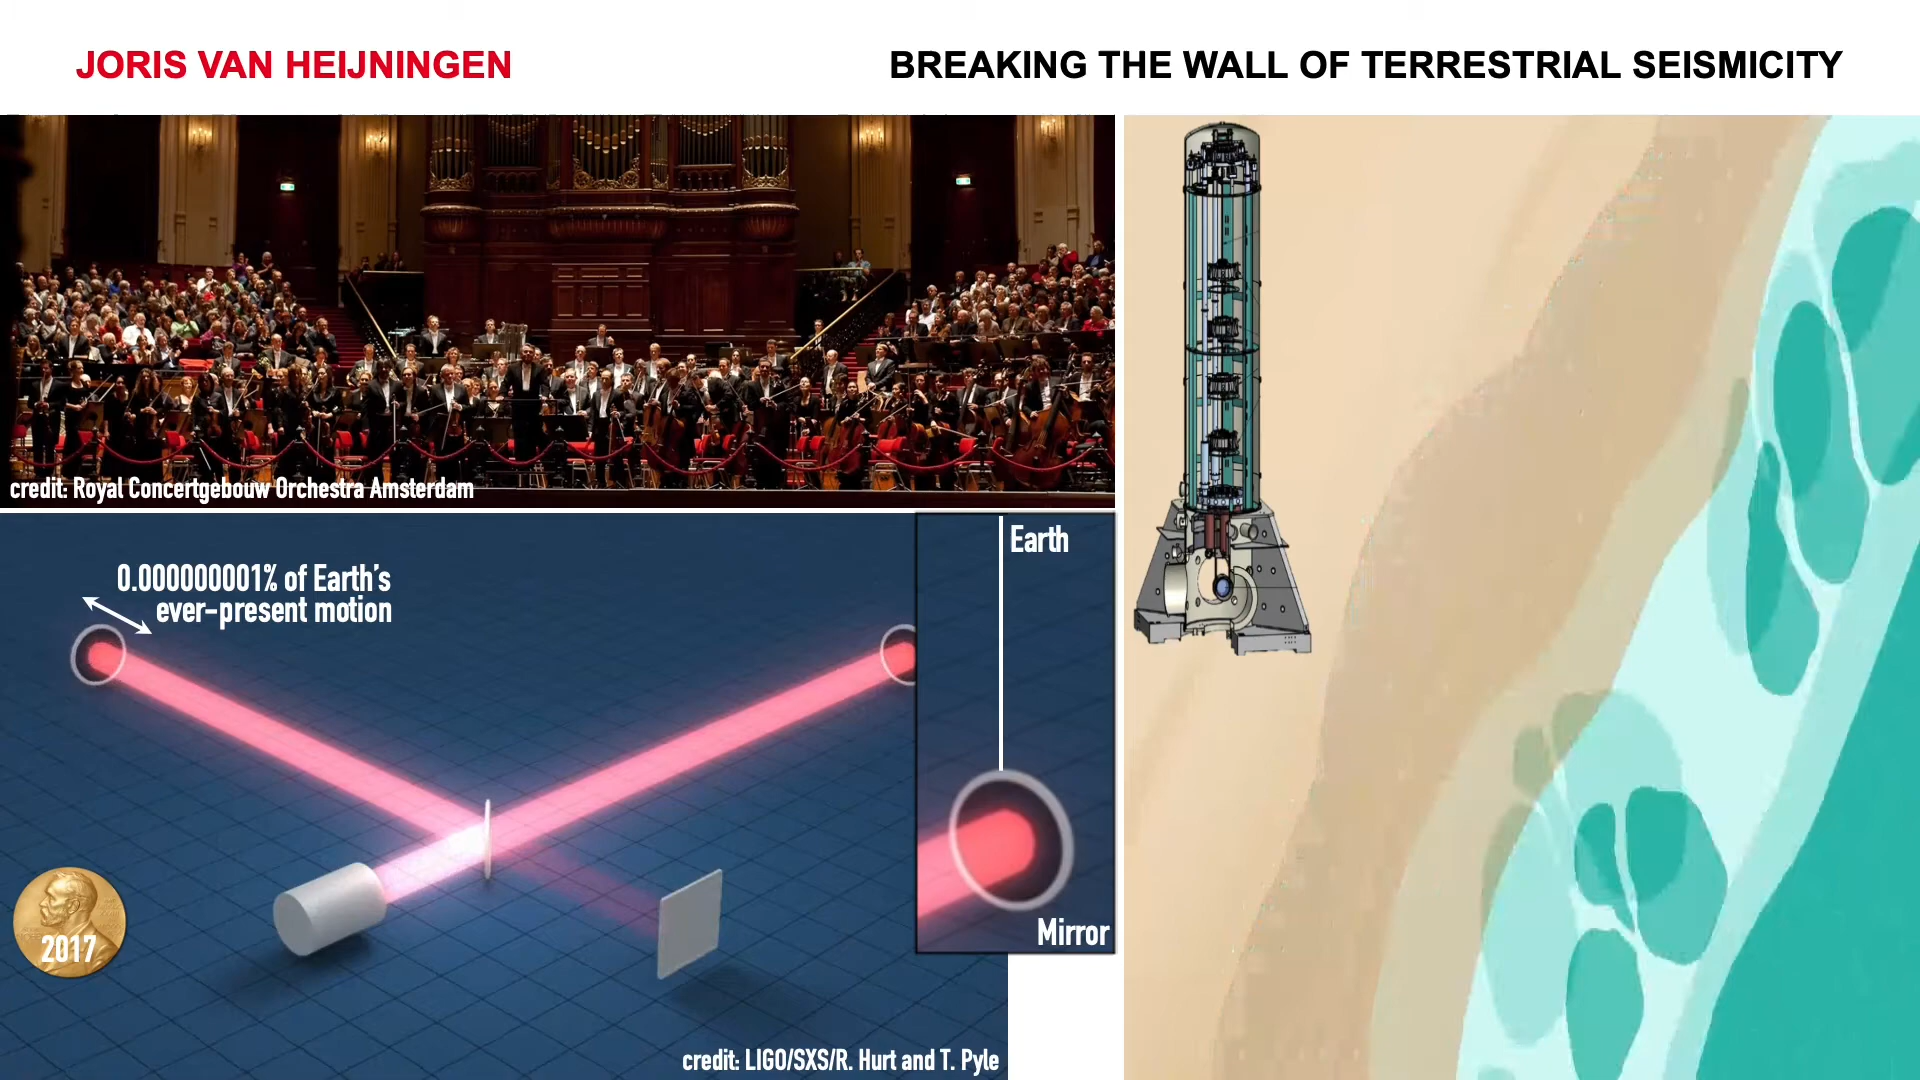 JORIS VAN HEIJNINGEN
BREAKING THE WALL OF TERRESTRIAL SEISMICITY
credit: Royal Concertgebouw Orchestra Amsterdam
0.000000001% of Earth's
ever-present motion
Earth
Mirror
2017
credit: LIGO/SXS/R. Hurt and T. Pyle